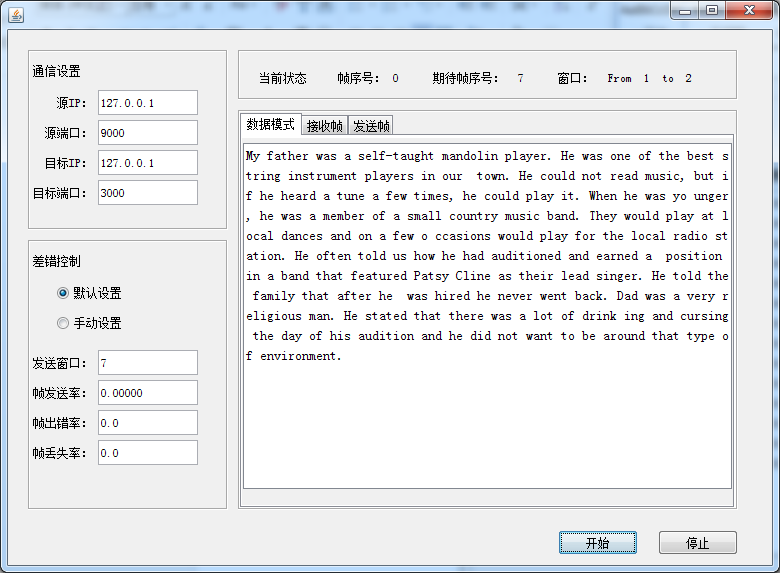 通信设置
源IP: 127.0.0.1
源端口: 9000
目标IP: 127.0.0.1
目标端口: 3000
差错控制
默认设置
手动设置
发送窗口: 7
帧发送率: 0.00000
帧出错率: 0.0
帧丢失率: 0.0
当前状态 帧序号: 0 期待帧序号: 7 窗口: From 1 to 2
数据模式 接收帧 发送帧
My father was a self-taught mandolin player. He was one of the best s
tring instrument players in our  town. He could not read music, but i
f he heard a tune a few times, he could play it. When he was yo unger
, he was a member of a small country music band. They would play at l
ocal dances and on a few o ccasions would play for the local radio st
ation. He often told us how he had auditioned and earned a  position
in a band that featured Patsy Cline as their lead singer. He told the
 family that after he  was hired he never went back. Dad was a very r
eligious man. He stated that there was a lot of drink ing and cursing
 the day of his audition and he did not want to be around that type o
f environment.
开始 停止